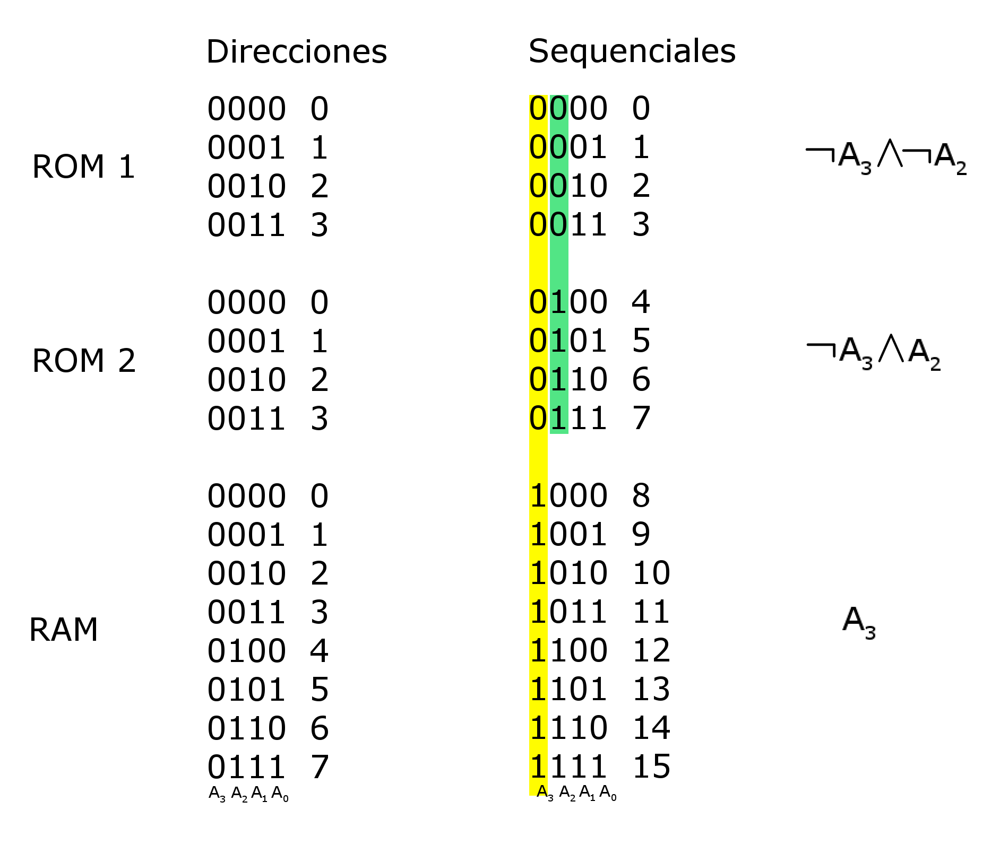 Direcciones Sequenciales
0000 0 0000 0
0001 1 0001 1
ROM 1 ¬A₃∧¬A₂
0010 2 0010 2
0011 3 0011 3
0000 0 0100 4
0001 1 0101 5
ROM 2 ¬A₃∧A₂
0010 2 0110 6
0011 3 0111 7
0000 0 1000 8
0001 1 1001 9
0010 2 1010 10
0011 3 1011 11
RAM A₃
0100 4 1100 12
0101 5 1101 13
0110 6 1110 14
0111 7 1111 15
A₃ A₂ A₁ A₀ A₃ A₂ A₁ A₀